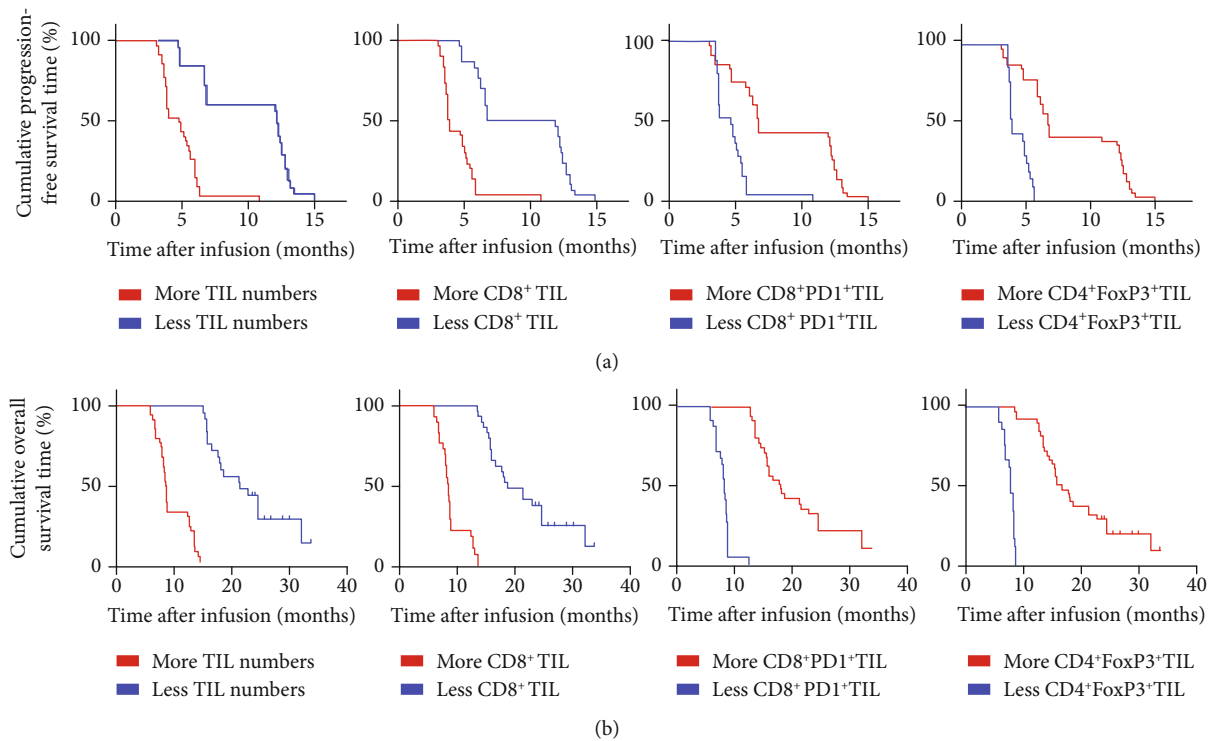 Cumulative progression-
free survival time (%)
100
50
0
0 5 10 15
Time after infusion (months)
More TIL numbers
Less TIL numbers
100
50
0
0 5 10 15
Time after infusion (months)
More CD8⁺ TIL
Less CD8⁺ TIL
100
50
0
0 5 10 15
Time after infusion (months)
More CD8⁺PD1⁺TIL
Less CD8⁺ PD1⁺TIL
100
50
0
0 5 10 15
Time after infusion (months)
More CD4⁺FoxP3⁺TIL
Less CD4⁺FoxP3⁺TIL
(a)
Cumulative overall
survival time (%)
100
50
0
0 10 20 30 40
Time after infusion (months)
More TIL numbers
Less TIL numbers
100
50
0
0 10 20 30 40
Time after infusion (months)
More CD8⁺ TIL
Less CD8⁺ TIL
100
50
0
0 10 20 30 40
Time after infusion (months)
More CD8⁺PD1⁺TIL
Less CD8⁺ PD1⁺TIL
100
50
0
0 10 20 30 40
Time after infusion (months)
More CD4⁺FoxP3⁺TIL
Less CD4⁺FoxP3⁺TIL
(b)